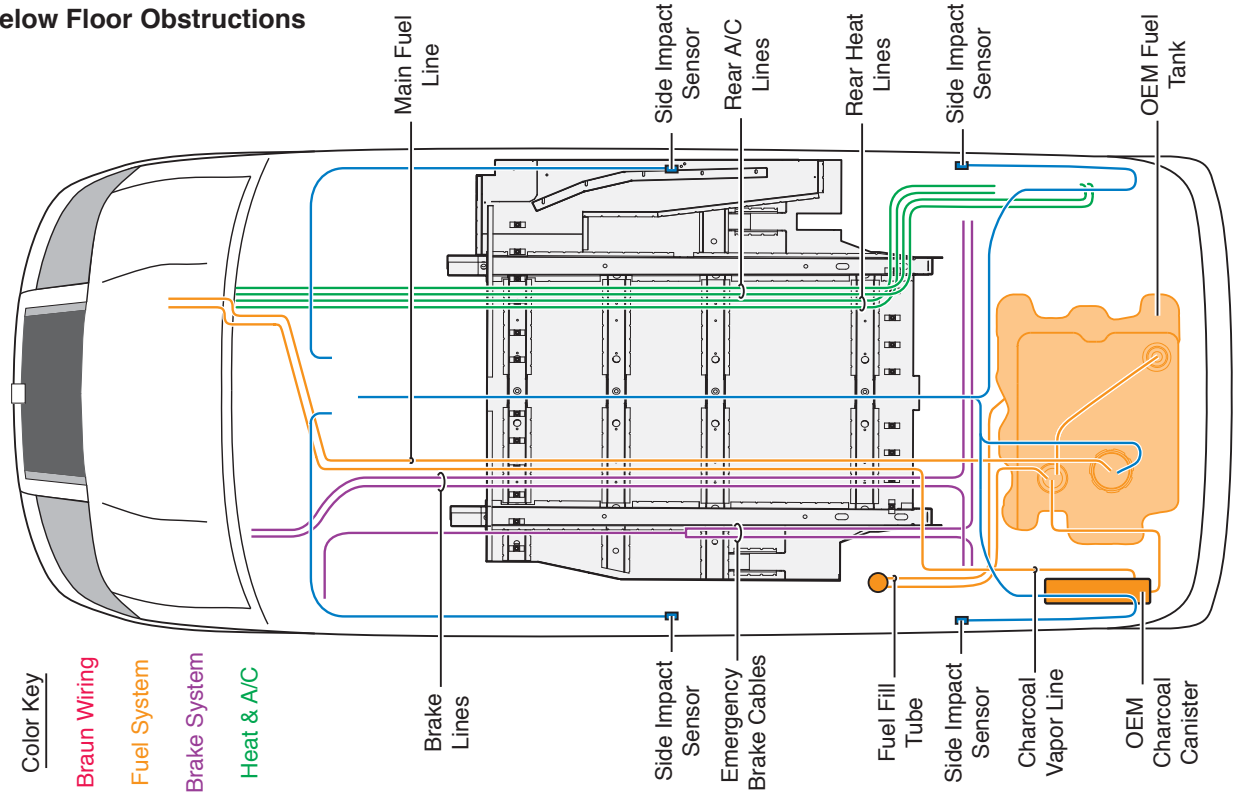 elow Floor Obstructions
Main Fuel
Line
Side Impact
Sensor
Rear A/C
Lines
Rear Heat
Lines
Side Impact
Sensor
OEM Fuel
Tank
Color Key
Braun Wiring
Fuel System
Brake System
Heat & A/C
Brake
Lines
Side Impact
Sensor
Emergency
Brake Cables
Fuel Fill
Tube
Side Impact
Sensor
Charcoal
Vapor Line
OEM
Charcoal
Canister